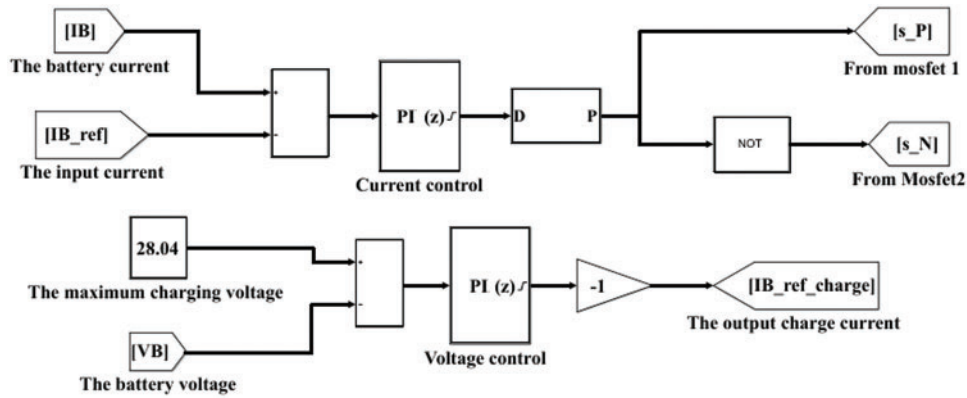 [IB]
The battery current
[IB_ref]
The input current
+
-
PI (z)
Current control
D P
NOT
[s_P]
From mosfet 1
[s_N]
From Mosfet2
28.04
The maximum charging voltage
[VB]
The battery voltage
+
-
PI (z)
Voltage control
-1
[IB_ref_charge]
The output charge current